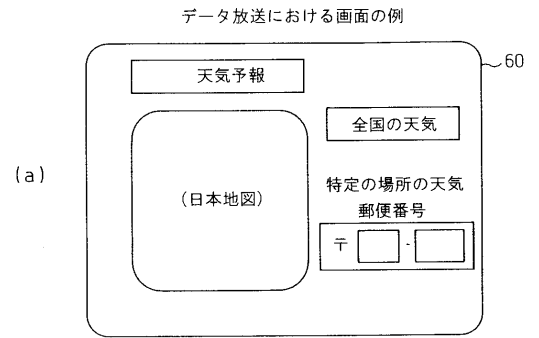 データ放送における画面の例
天気予報
60
全国の天気
(a)
(日本地図)
特定の場所の天気
郵便番号
〒 -